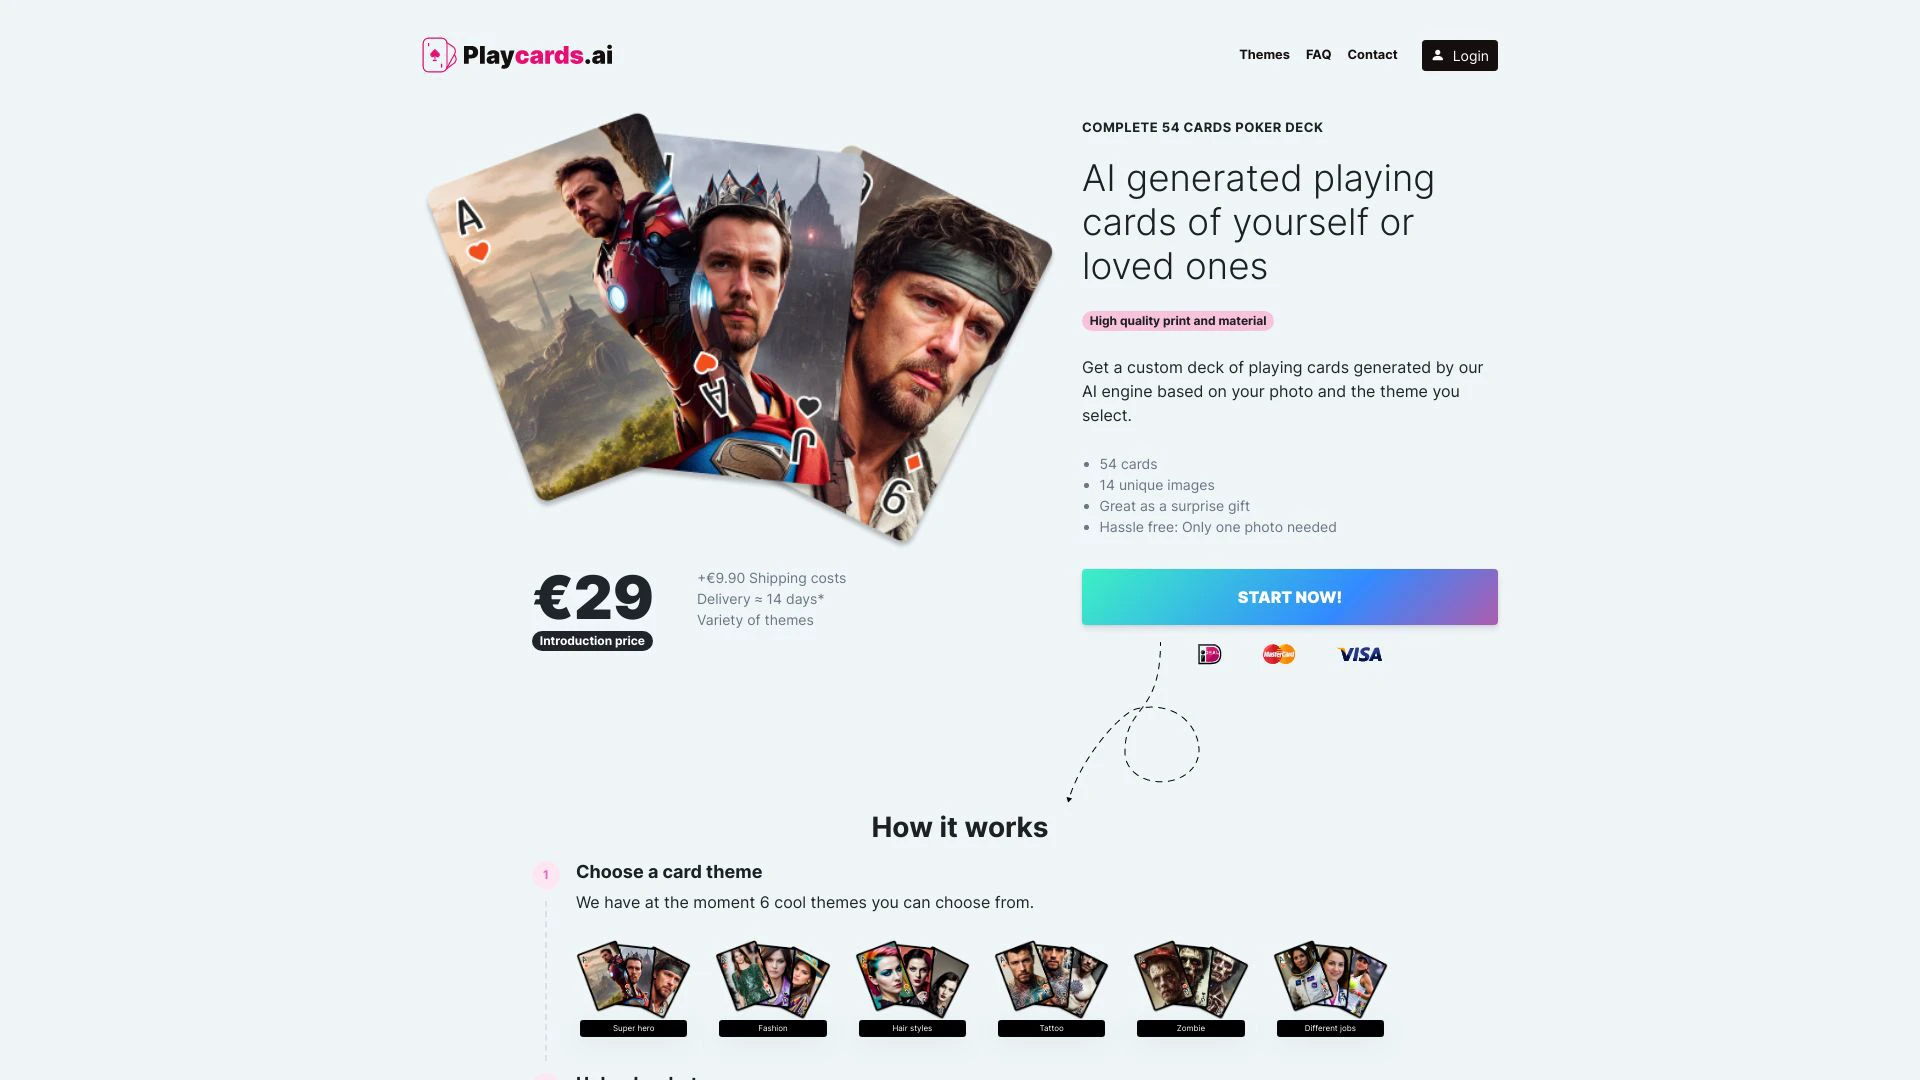 Playcards.ai
Themes
FAQ
Contact
Login
A
A
J
9
COMPLETE 54 CARDS POKER DECK
AI generated playing
cards of yourself or
loved ones
High quality print and material
Get a custom deck of playing cards generated by our
AI engine based on your photo and the theme you
select.
54 cards
14 unique images
Great as a surprise gift
Hassle free: Only one photo needed
€29
Introduction price
+€9.90 Shipping costs
Delivery ≈ 14 days*
Variety of themes
START NOW!
iDEAL
MasterCard
VISA
How it works
1
Choose a card theme
We have at the moment 6 cool themes you can choose from.
Super hero
Fashion
Hair styles
Tattoo
Zombie
Different jobs